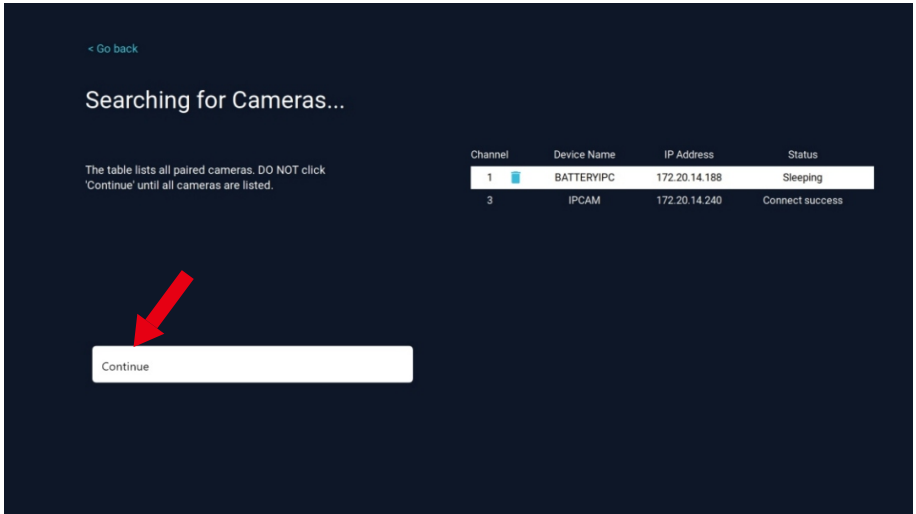 < Go back
Searching for Cameras...
The table lists all paired cameras. DO NOT click
'Continue' until all cameras are listed.
Channel Device Name IP Address Status
1 BATTERYIPC 172.20.14.188 Sleeping
3 IPCAM 172.20.14.240 Connect success
Continue